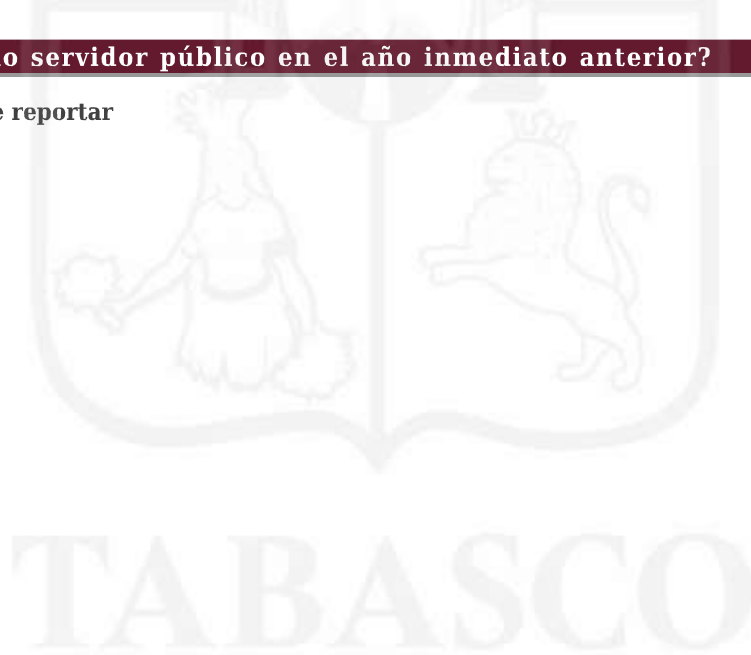 o servidor público en el año inmediato anterior?
e reportar
TABASCO